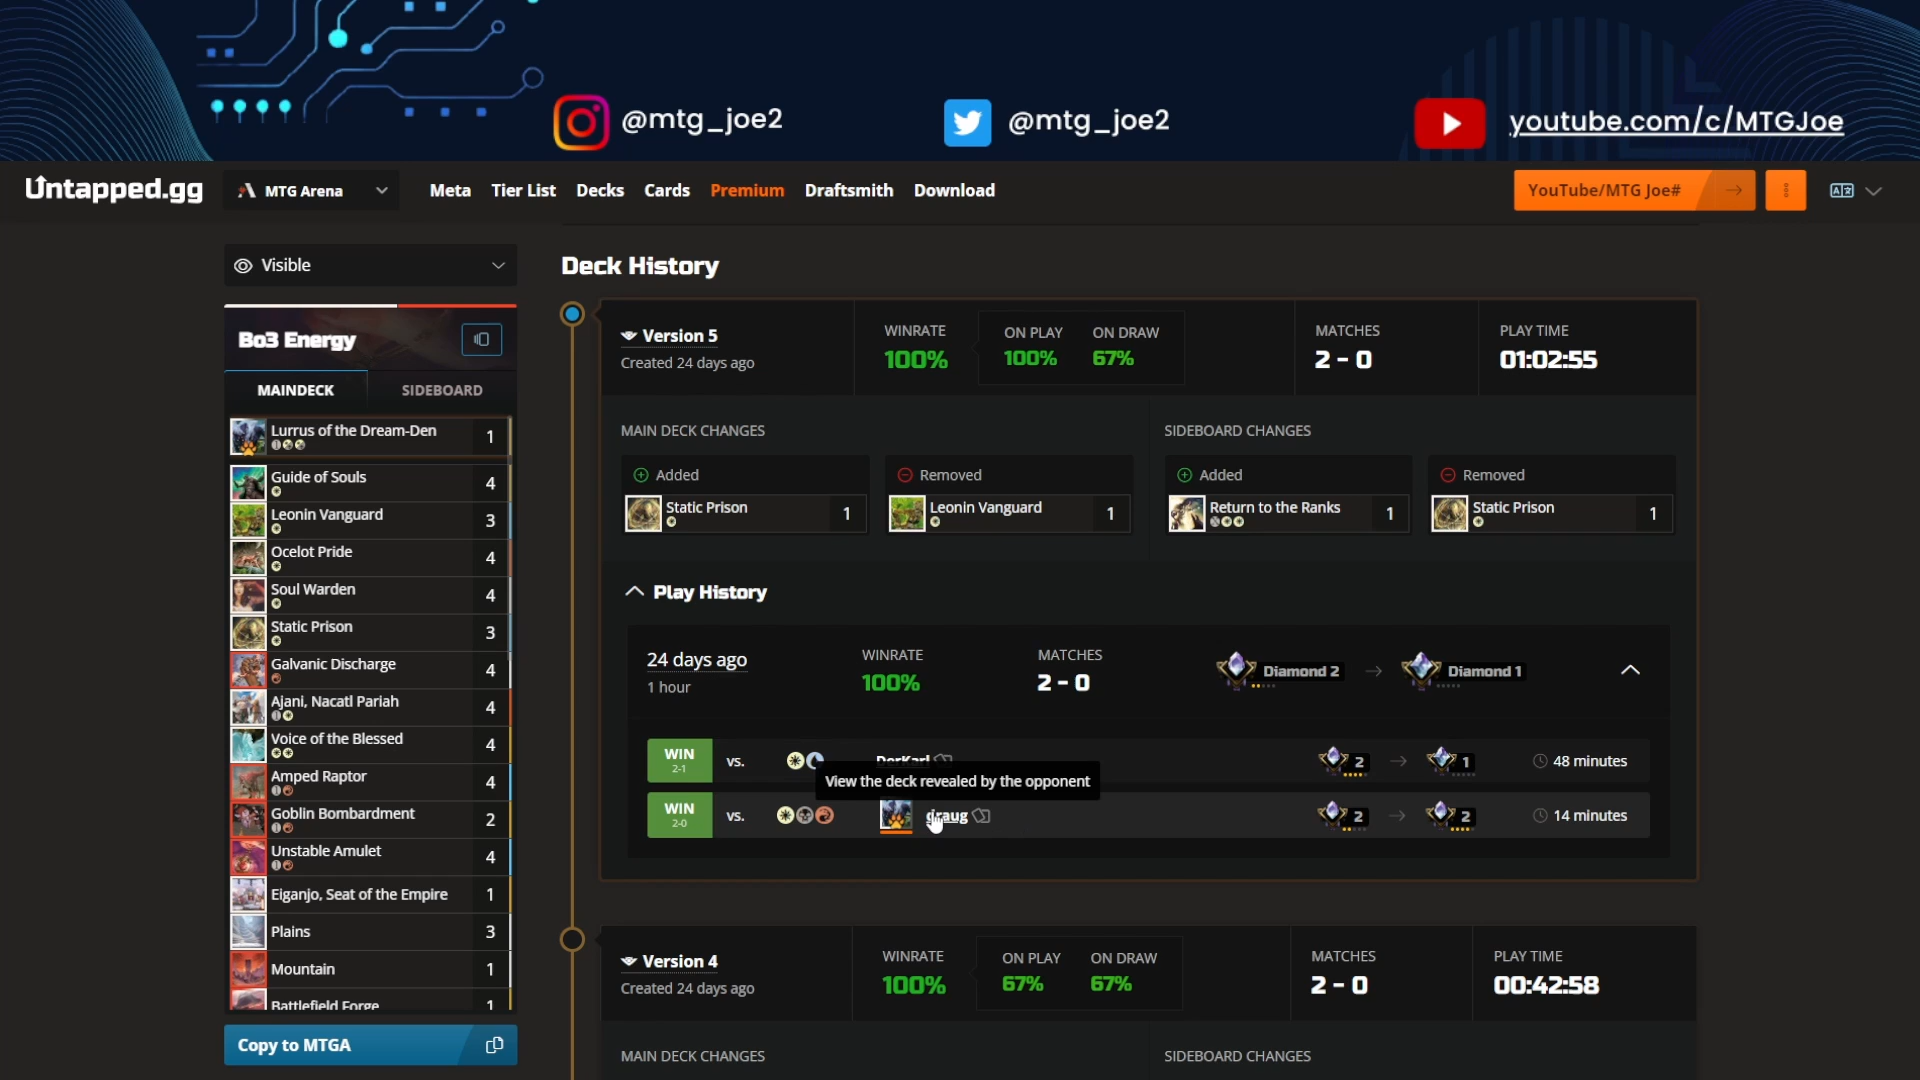 @mtg_joe2
@mtg_joe2
youtube.com/c/MTGJoe
Untapped.gg
MTG Arena
Meta Tier List Decks Cards Premium Draftsmith Download
YouTube/MTG Joe#
Visible
Bo3 Energy
MAINDECK SIDEBOARD
Lurrus of the Dream-Den 1
Guide of Souls 4
Leonin Vanguard 3
Ocelot Pride 4
Soul Warden 4
Static Prison 3
Galvanic Discharge 4
Ajani, Nacatl Pariah 4
Voice of the Blessed 4
Amped Raptor 4
Goblin Bombardment 2
Unstable Amulet 4
Eiganjo, Seat of the Empire 1
Plains 3
Mountain 1
Battlefield Forge 1
Copy to MTGA
Deck History
Version 5
Created 24 days ago
WINRATE
100%
ON PLAY
100%
ON DRAW
67%
MATCHES
2 - 0
PLAY TIME
01:02:55
MAIN DECK CHANGES
Added
Static Prison 1
Removed
Leonin Vanguard 1
SIDEBOARD CHANGES
Added
Return to the Ranks 1
Removed
Static Prison 1
Play History
24 days ago
1 hour
WINRATE
100%
MATCHES
2 - 0
Diamond 2
Diamond 1
WIN
2-1
vs.
DerKarl
2
1
48 minutes
View the deck revealed by the opponent
WIN
2-0
vs.
draug
2
2
14 minutes
Version 4
Created 24 days ago
WINRATE
100%
ON PLAY
67%
ON DRAW
67%
MATCHES
2 - 0
PLAY TIME
00:42:58
MAIN DECK CHANGES
SIDEBOARD CHANGES